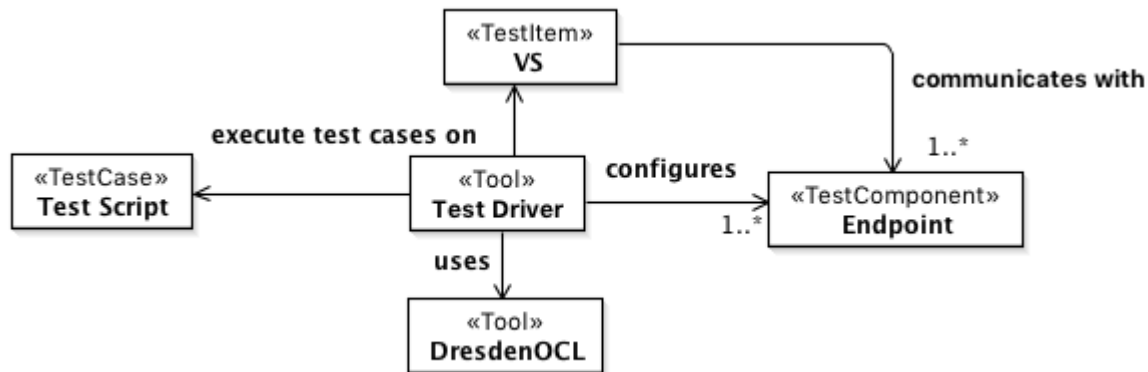 «TestItem»
VS
communicates with
execute test cases on
1..*
«TestCase»
Test Script
«Tool»
Test Driver
configures
1..*
«TestComponent»
Endpoint
uses
«Tool»
DresdenOCL